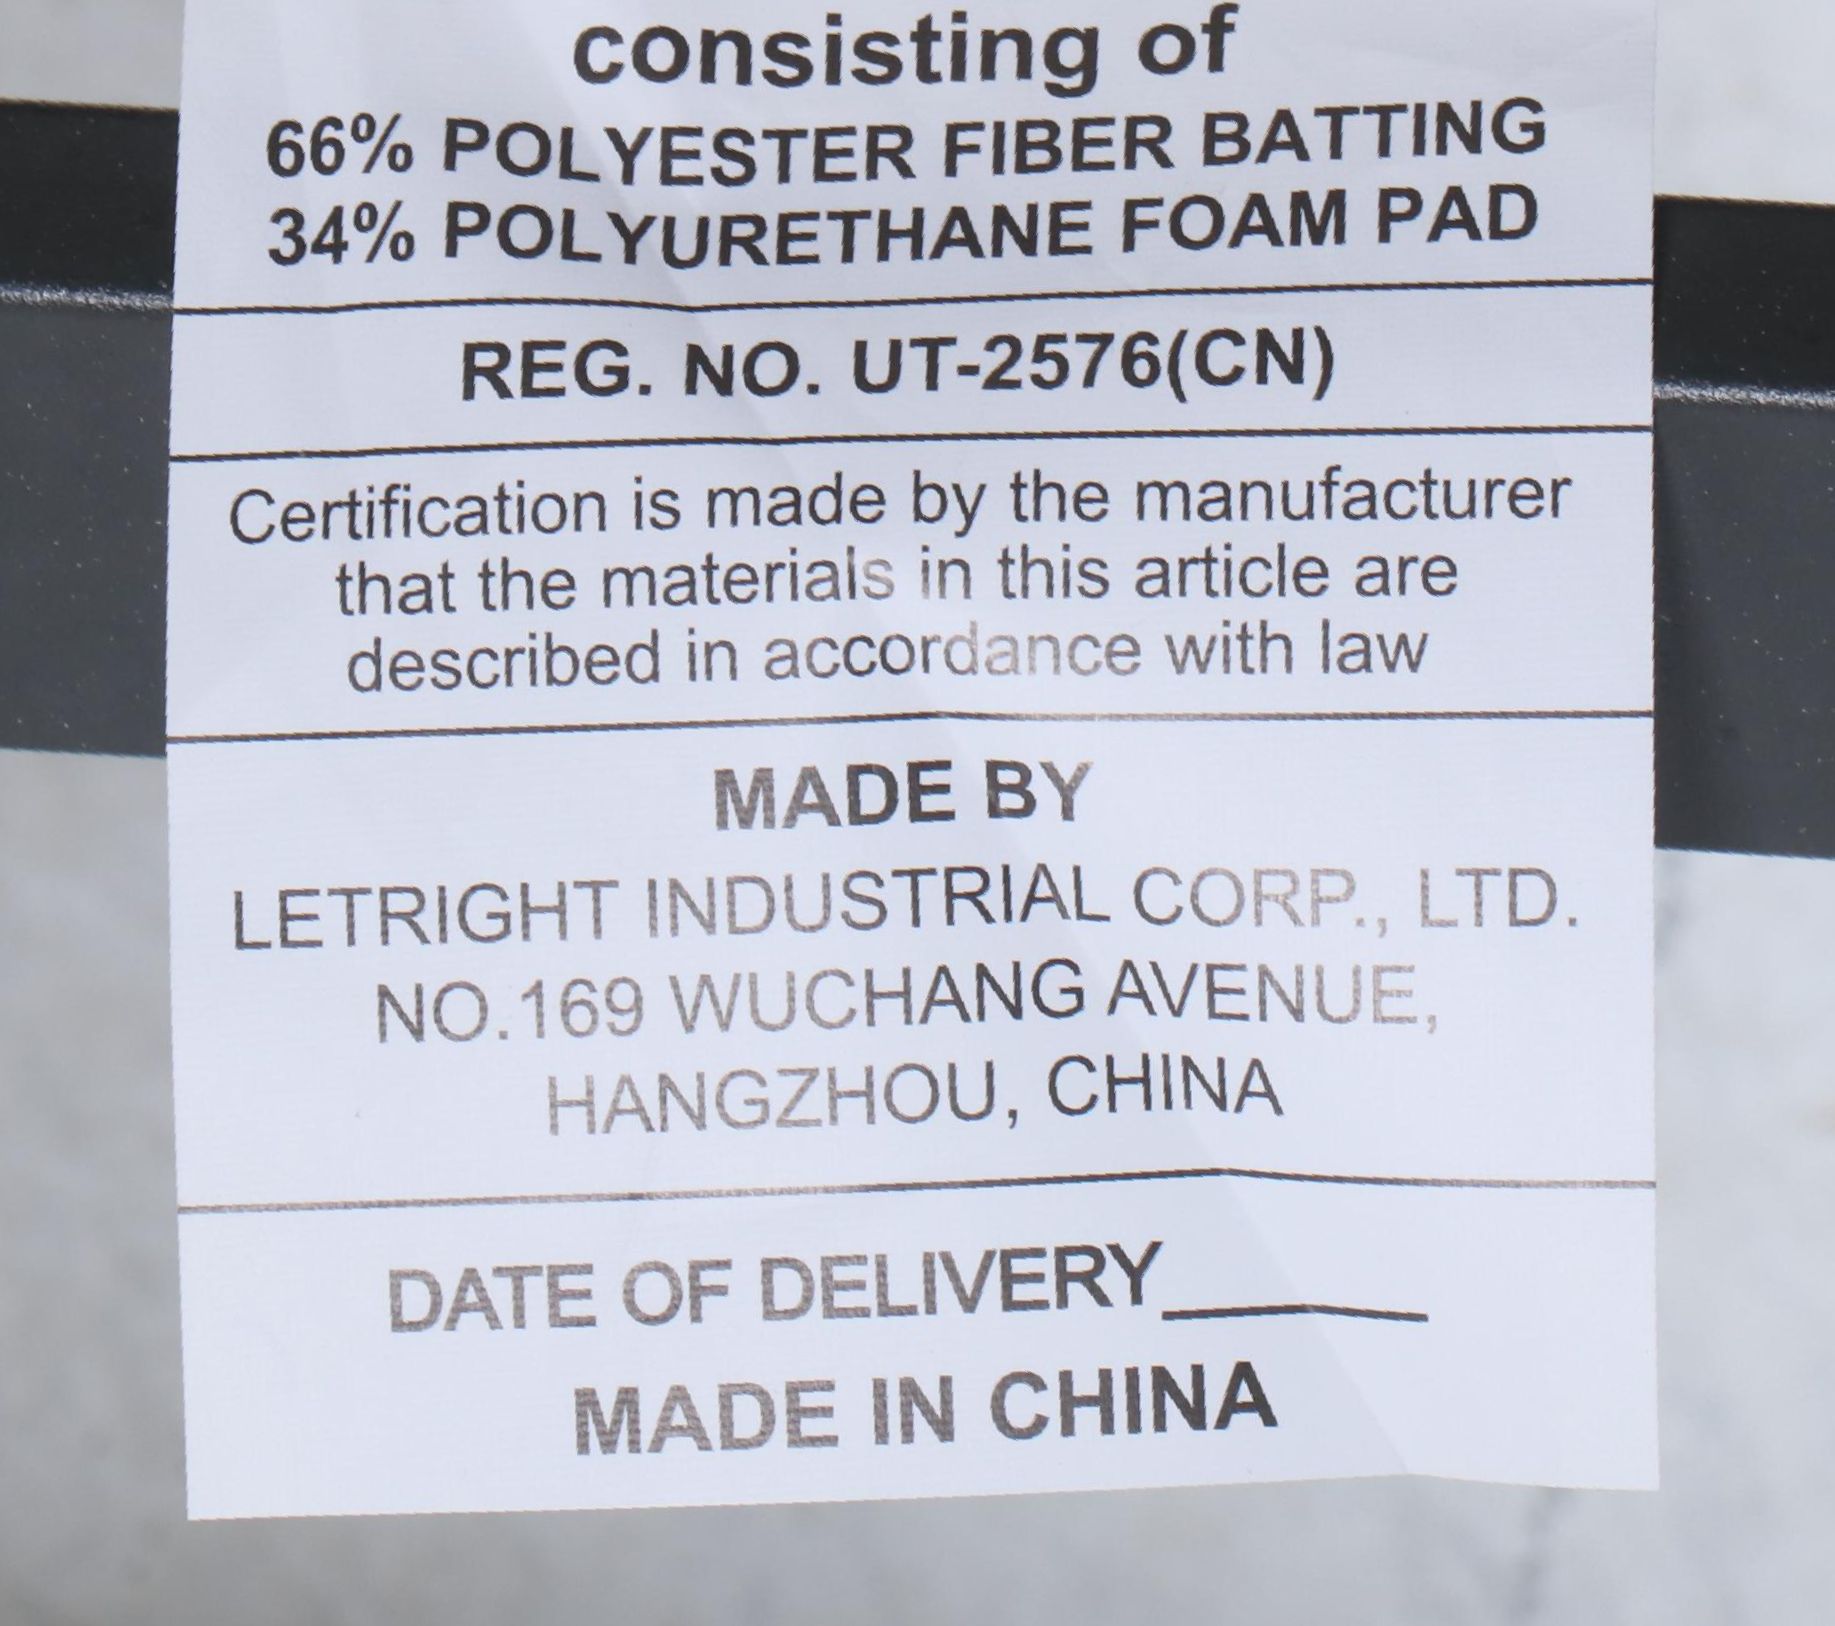 consisting of
66% POLYESTER FIBER BATTING
34% POLYURETHANE FOAM PAD
REG. NO. UT-2576(CN)
Certification is made by the manufacturer
that the materials in this article are
described in accordance with law
MADE BY
LETRIGHT INDUSTRIAL CORP., LTD.
NO.169 WUCHANG AVENUE,
HANGZHOU, CHINA
DATE OF DELIVERY_____
MADE IN CHINA